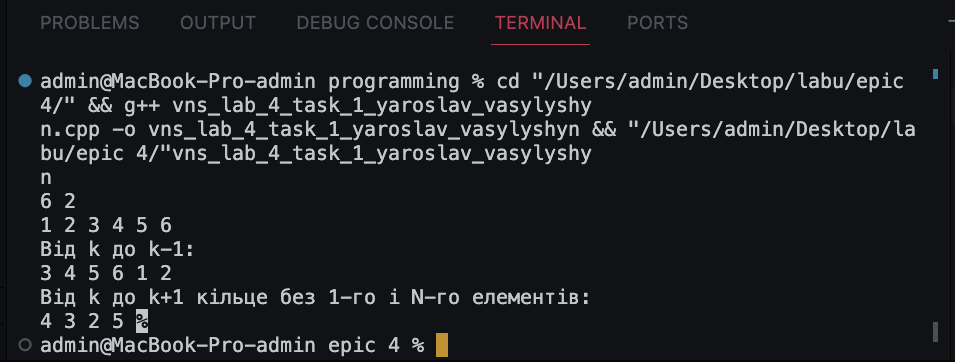 PROBLEMS OUTPUT DEBUG CONSOLE TERMINAL PORTS
admin@MacBook-Pro-admin programming % cd "/Users/admin/Desktop/labu/epic
4/" && g++ vns_lab_4_task_1_yaroslav_vasylyshy
n.cpp -o vns_lab_4_task_1_yaroslav_vasylyshyn && "/Users/admin/Desktop/la
bu/epic 4/"vns_lab_4_task_1_yaroslav_vasylyshy
n
6 2
1 2 3 4 5 6
Від k до k-1:
3 4 5 6 1 2
Від k до k+1 кільце без 1-го і N-го елементів:
4 3 2 5 %
admin@MacBook-Pro-admin epic 4 %